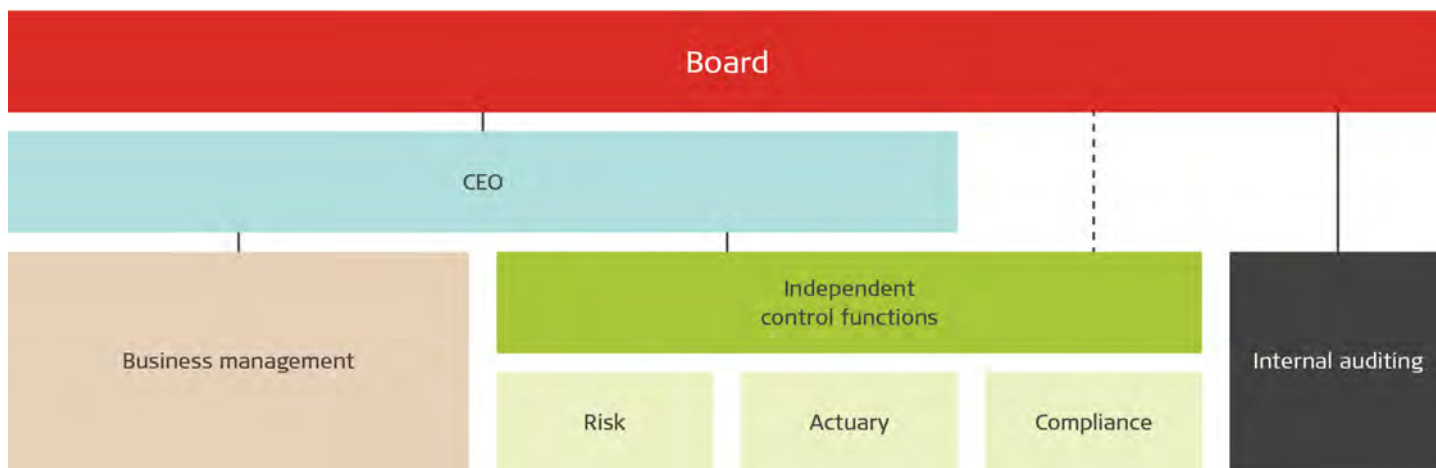 Board
CEO
Independent
control functions
Business management
Internal auditing
Risk
Actuary
Compliance